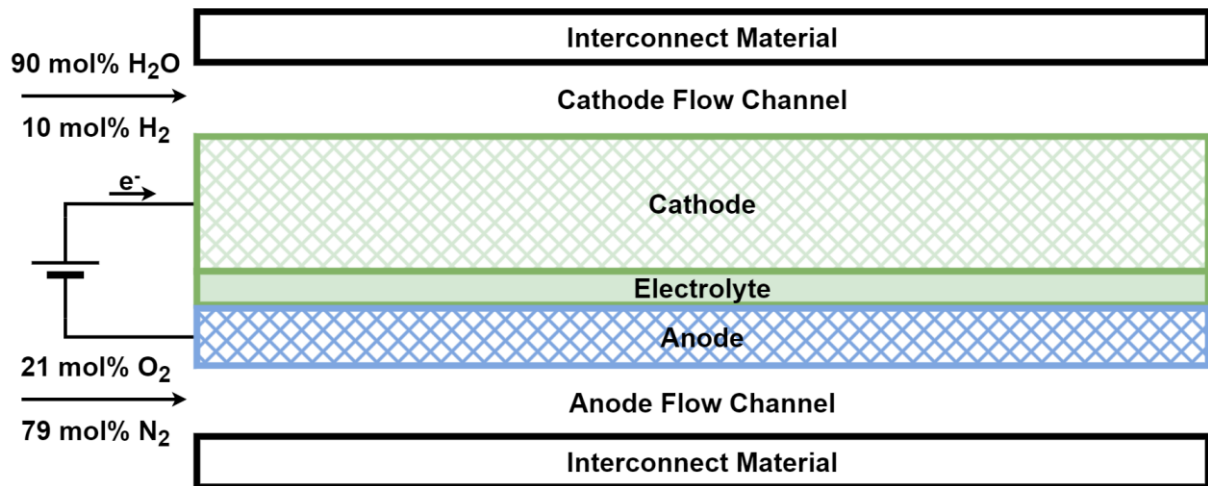 Interconnect Material
90 mol% H₂O
Cathode Flow Channel
10 mol% H₂
e⁻
Cathode
Electrolyte
Anode
21 mol% O₂
Anode Flow Channel
79 mol% N₂
Interconnect Material